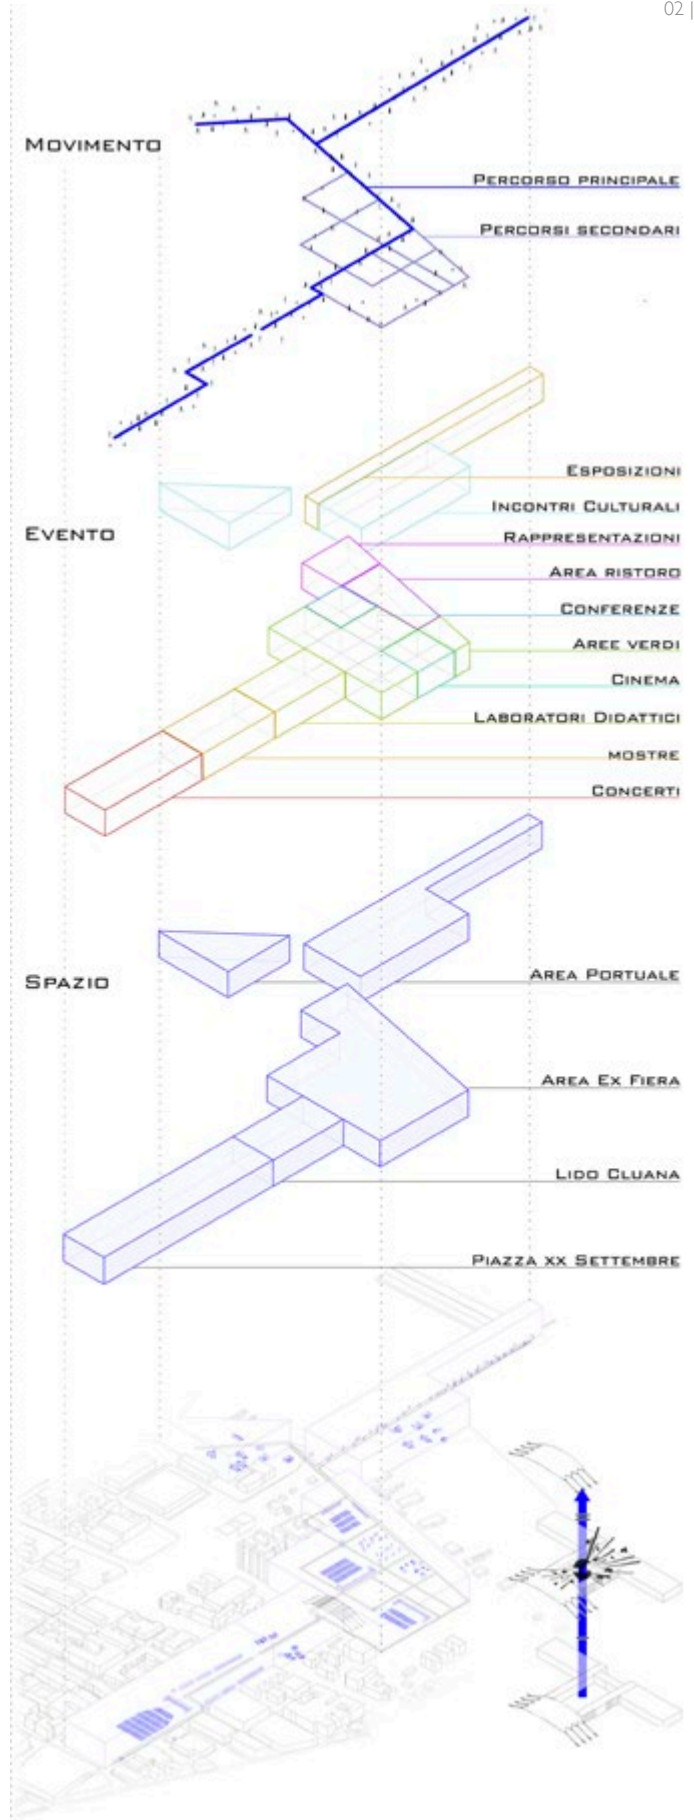 02 |
MOVIMENTO
PERCORSO PRINCIPALE
PERCORSI SECONDARI
ESPOSIZIONI
INCONTRI CULTURALI
EVENTO
RAPPRESENTAZIONI
AREA RISTORO
CONFERENZE
AREE VERDI
CINEMA
LABORATORI DIDATTICI
MOSTRE
CONCERTI
SPAZIO
AREA PORTUALE
AREA EX FIERA
LIDO CLUANA
PIAZZA XX SETTEMBRE